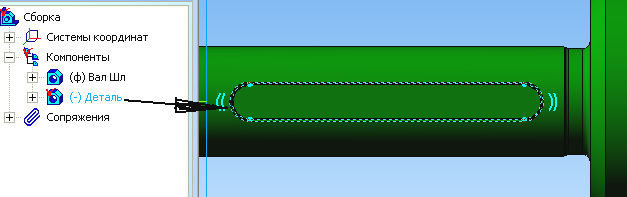 Сборка
Системы координат
Компоненты
(ф) Вал Шл
(-) Деталь
Сопряжения